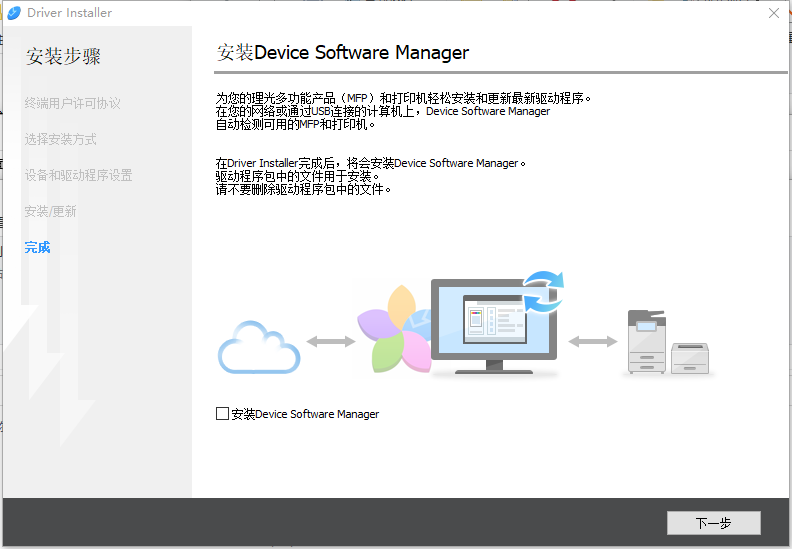 Driver Installer
安装步骤
终端用户许可协议
选择安装方式
设备和驱动程序设置
安装/更新
完成
安装Device Software Manager
为您的理光多功能产品（MFP）和打印机轻松安装和更新最新驱动程序。
在您的网络或通过USB连接的计算机上，Device Software Manager
自动检测可用的MFP和打印机。
在Driver Installer完成后，将会安装Device Software Manager。
驱动程序包中的文件用于安装。
请不要删除驱动程序包中的文件。
安装Device Software Manager
下一步